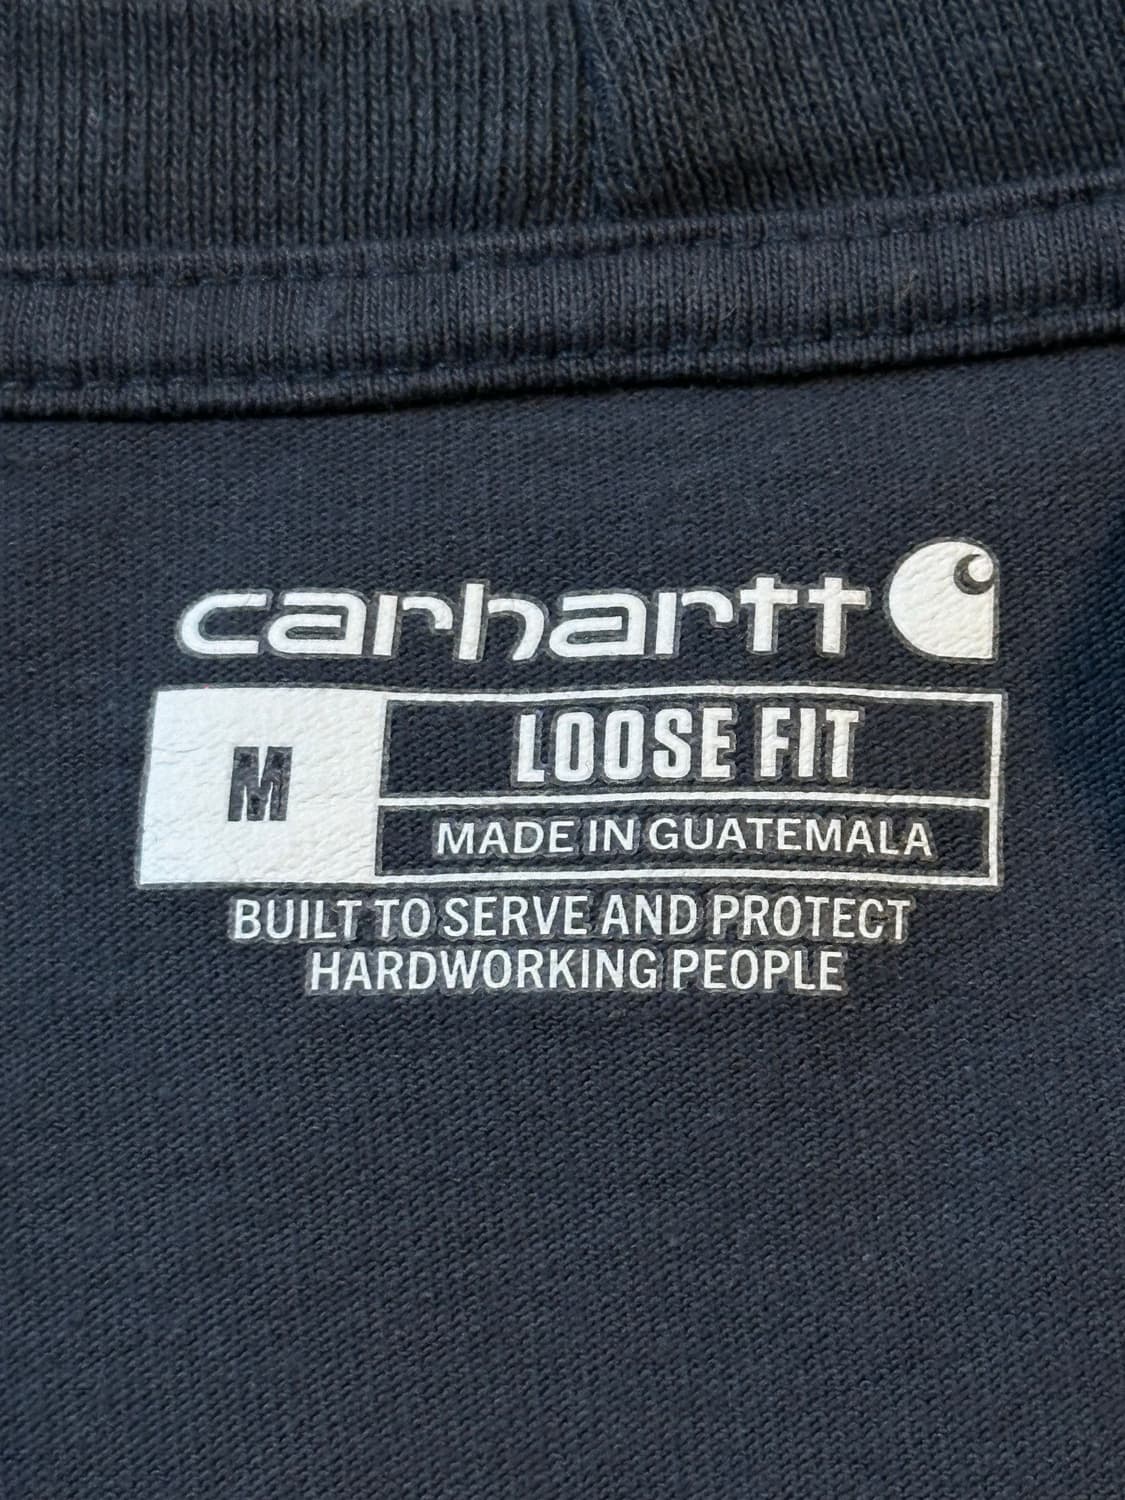 carhartt
M
LOOSE FIT
MADE IN GUATEMALA
BUILT TO SERVE AND PROTECT
HARDWORKING PEOPLE